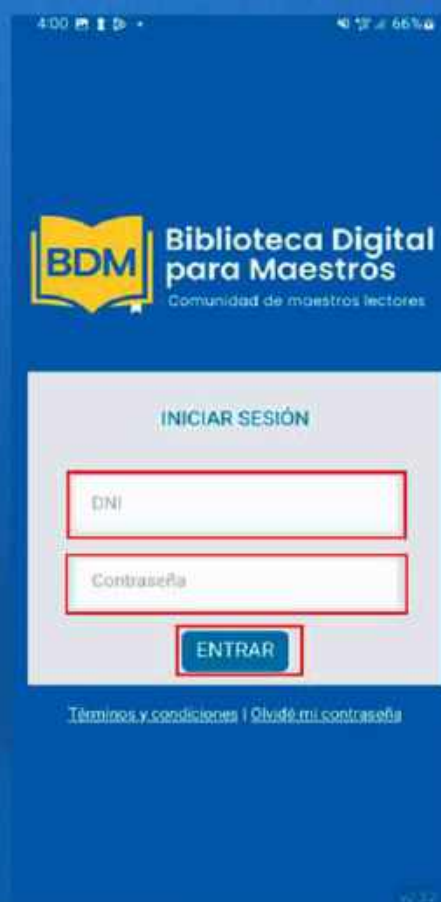 4:00
66%
BDM
Biblioteca Digital
para Maestros
Comunidad de maestros lectores
INICIAR SESIÓN
DNI
Contraseña
ENTRAR
Términos y condiciones | Olvidé mi contraseña